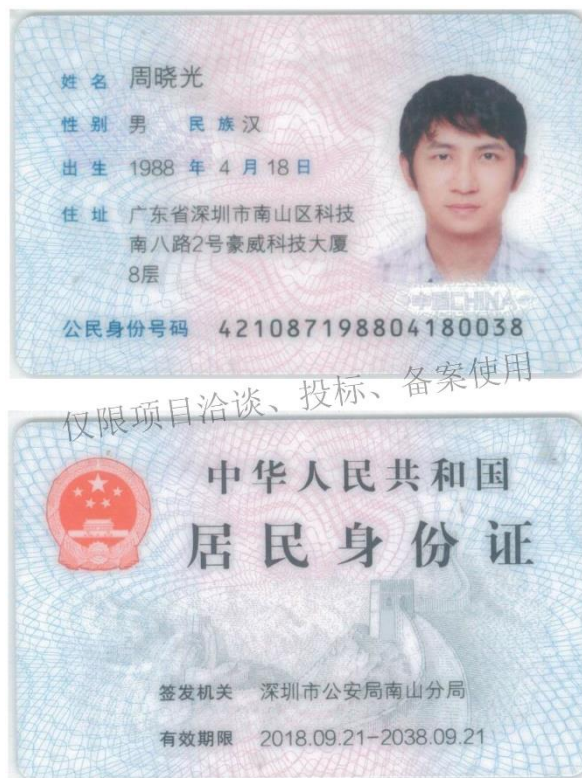 姓名 周晓光
性别 男 民族 汉
出生 1988 年 4 月 18 日
住址 广东省深圳市南山区科技
南八路2号豪威科技大厦
8层
中国CHINA
公民身份号码 421087198804180038
仅限项目洽谈、投标、备案使用
中华人民共和国
居民身份证
签发机关 深圳市公安局南山分局
有效期限 2018.09.21-2038.09.21